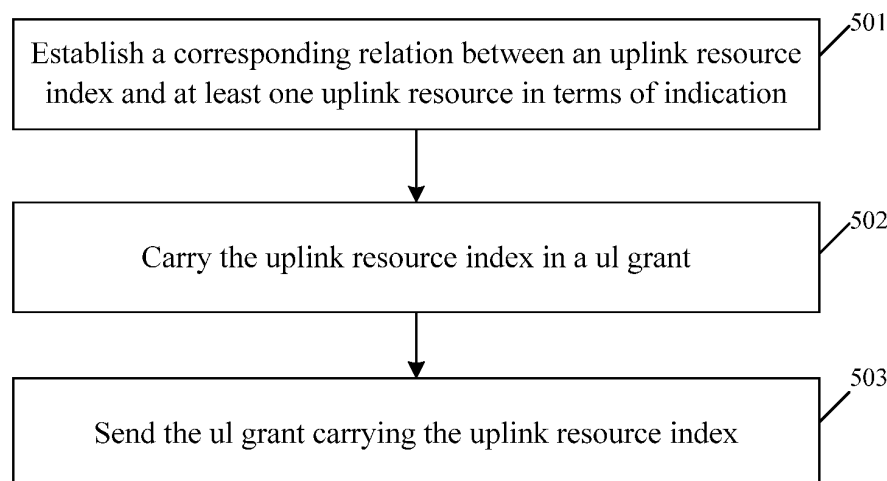 501
Establish a corresponding relation between an uplink resource
index and at least one uplink resource in terms of indication
502
Carry the uplink resource index in a ul grant
503
Send the ul grant carrying the uplink resource index